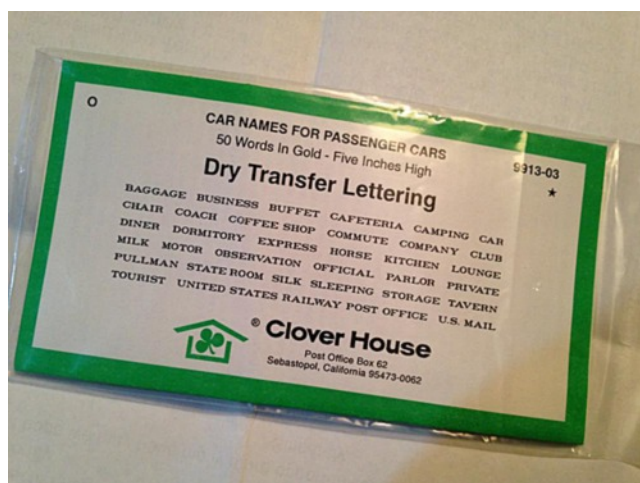 O
CAR NAMES FOR PASSENGER CARS
50 Words In Gold - Five Inches High
9913-03
★
Dry Transfer Lettering
BAGGAGE BUSINESS BUFFET CAFETERIA CAMPING CAR
CHAIR COACH COFFEE SHOP COMMUTE COMPANY CLUB
DINER DORMITORY EXPRESS HORSE KITCHEN LOUNGE
MILK MOTOR OBSERVATION OFFICIAL PARLOR PRIVATE
PULLMAN STATEROOM SILK SLEEPING STORAGE TAVERN
TOURIST UNITED STATES RAILWAY POST OFFICE U.S. MAIL
® Clover House
Post Office Box 62
Sebastopol, California 95473-0062